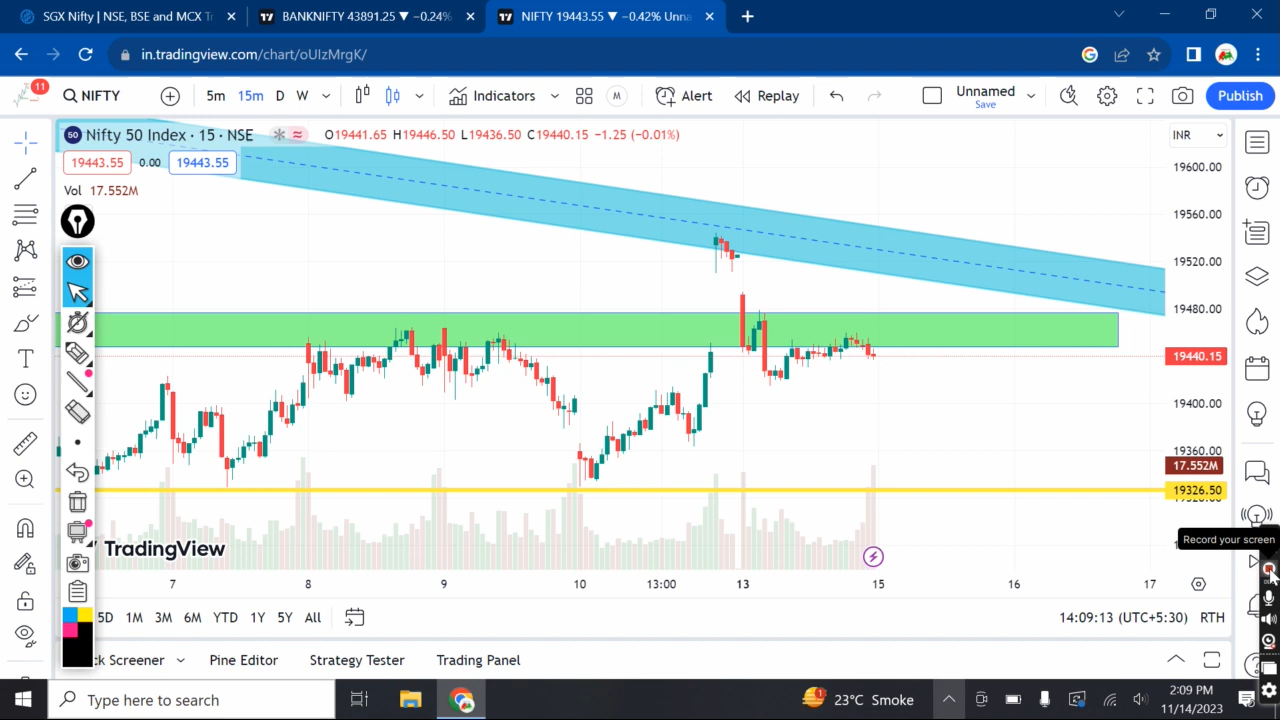 SGX Nifty | NSE, BSE and MCX
BANKNIFTY 43891.25 ▼ −0.24%
NIFTY 19443.55 ▼ −0.42% Unna
in.tradingview.com/chart/oUIzMrgK/
11
NIFTY
5m 15m D W
Indicators
M
Alert
Replay
Unnamed
Save
Publish
50 Nifty 50 Index · 15 · NSE
O19441.65 H19446.50 L19436.50 C19440.15 −1.25 (−0.01%)
INR
19443.55 0.00 19443.55
Vol 17.552M
19600.00
19560.00
19520.00
19480.00
19440.15
19400.00
19360.00
17.552M
19326.50
Record your screen
TradingView
7 8 9 10 13:00 13 15 16 17
5D 1M 3M 6M YTD 1Y 5Y All
14:09:13 (UTC+5:30) RTH
ck Screener Pine Editor Strategy Tester Trading Panel
Type here to search
1
23°C Smoke
2:09 PM
11/14/2023